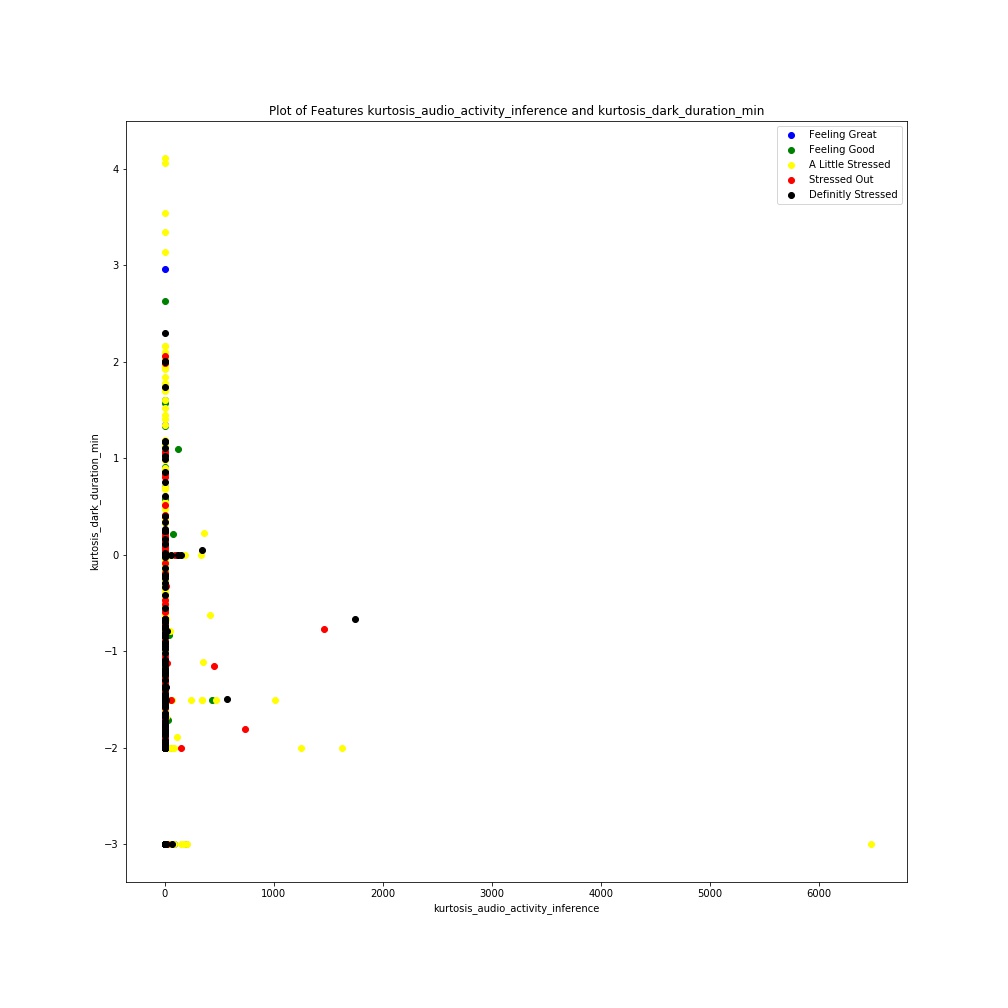 Plot of Features kurtosis_audio_activity_inference and kurtosis_dark_duration_min
Feeling Great
Feeling Good
A Little Stressed
Stressed Out
Definitly Stressed
4
3
2
1
0
−1
−2
−3
kurtosis_dark_duration_min
0 1000 2000 3000 4000 5000 6000
kurtosis_audio_activity_inference